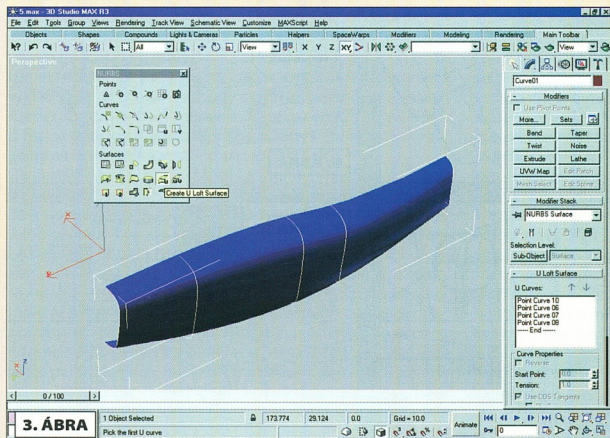 5.max - 3D Studio MAX R3
File Edit Tools Group Views Rendering Track View Schematic View Customize MAXScript Help
Objects Shapes Compounds Lights & Cameras Particles Helpers SpaceWarps Modifiers Modeling Rendering Main Toolbar
All View X Y Z XY View
Perspective
NURBS
Points
Curves
Surfaces
Create U Loft Surface
x
z
x
Curve01
Modifiers
Use Pivot Points
More... Sets
Bend Taper
Twist Noise
Extrude Lathe
UVW Map Edit Patch
Mesh Select Edit Spline
Modifier Stack
NURBS Surface
Selection Level:
Sub-Object Surface
U Loft Surface
U Curves:
Point Curve 10
Point Curve 06
Point Curve 07
Point Curve 08
----- End -----
Curve Properties
Reverse
Start Point: 0.0
Tension: 1.0
Use COS Tangents
0 / 100
3. ÁBRA
1 Object Selected 173.774 29.124 0.0 Grid = 10.0
Pick the first U curve
Animate
0